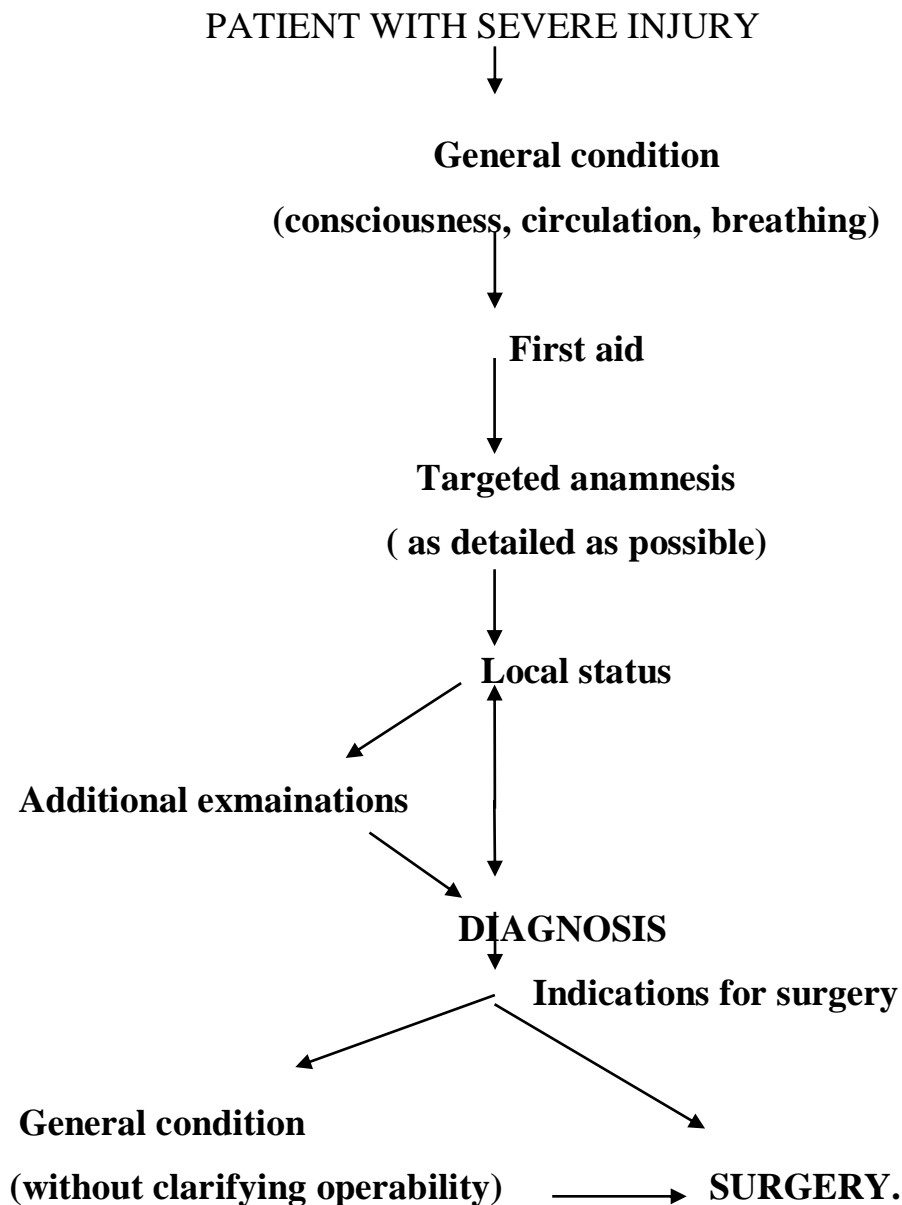 PATIENT WITH SEVERE INJURY
General condition
(consciousness, circulation, breathing)
First aid
Targeted anamnesis
( as detailed as possible)
Local status
Additional exmainations
DIAGNOSIS
Indications for surgery
General condition
(without clarifying operability)
SURGERY.